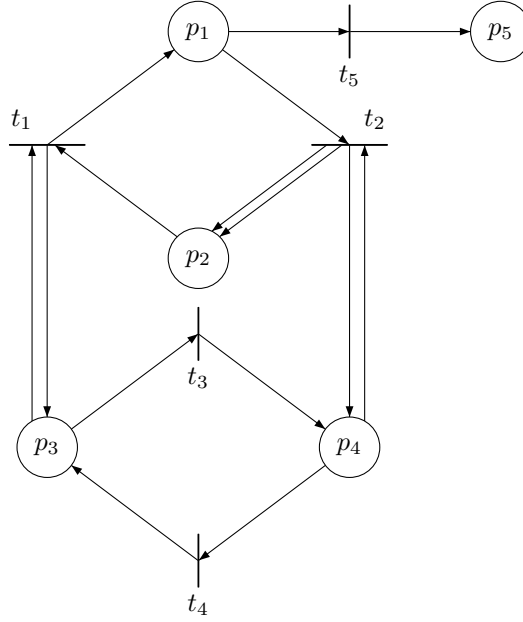 p₁
p₅
t₅
t₁
t₂
p₂
t₃
p₃
p₄
t₄